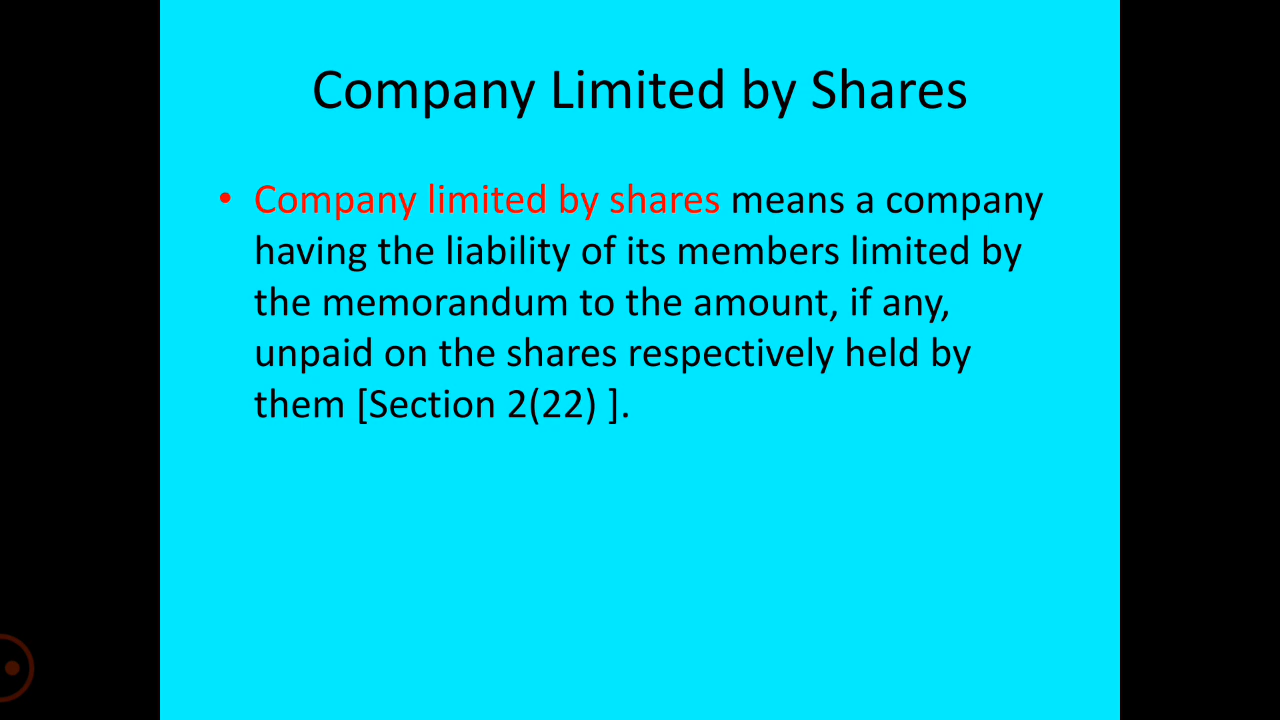 Company Limited by Shares
• Company limited by shares means a company
having the liability of its members limited by
the memorandum to the amount, if any,
unpaid on the shares respectively held by
them [Section 2(22) ].